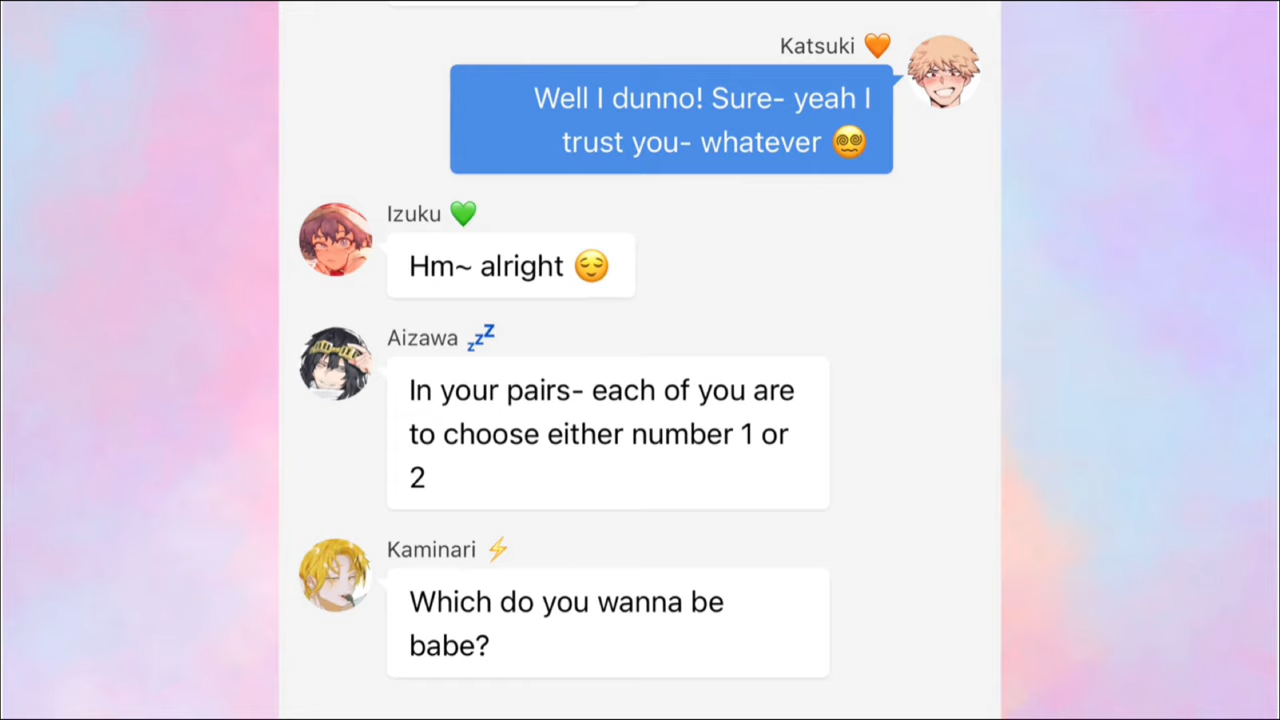 Katsuki 🧡
Well I dunno! Sure- yeah I
trust you- whatever 😵‍💫
Izuku 💚
Hm~ alright 😌
Aizawa 💤
In your pairs- each of you are
to choose either number 1 or
2
Kaminari ⚡
Which do you wanna be
babe?